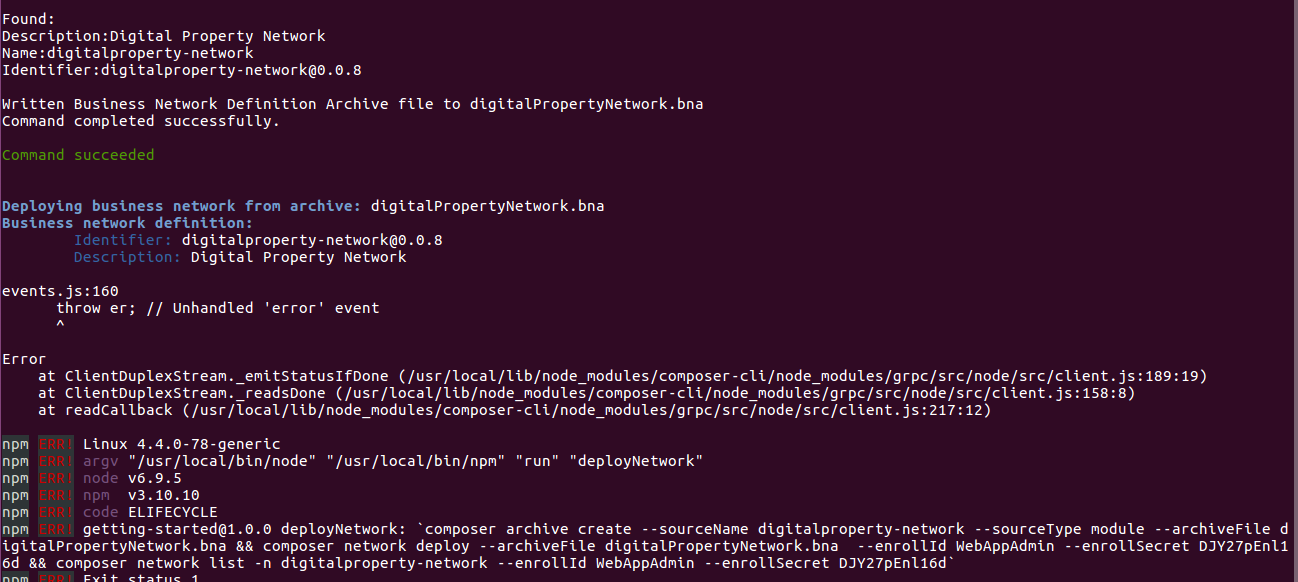 Found:
Description:Digital Property Network
Name:digitalproperty-network
Identifier:digitalproperty-network@0.0.8
Written Business Network Definition Archive file to digitalPropertyNetwork.bna
Command completed successfully.
Command succeeded
Deploying business network from archive: digitalPropertyNetwork.bna
Business network definition:
Identifier: digitalproperty-network@0.0.8
Description: Digital Property Network
events.js:160
throw er; // Unhandled 'error' event
^
Error
at ClientDuplexStream._emitStatusIfDone (/usr/local/lib/node_modules/composer-cli/node_modules/grpc/src/node/src/client.js:189:19)
at ClientDuplexStream._readsDone (/usr/local/lib/node_modules/composer-cli/node_modules/grpc/src/node/src/client.js:158:8)
at readCallback (/usr/local/lib/node_modules/composer-cli/node_modules/grpc/src/node/src/client.js:217:12)
npm ERR! Linux 4.4.0-78-generic
npm ERR! argv "/usr/local/bin/node" "/usr/local/bin/npm" "run" "deployNetwork"
npm ERR! node v6.9.5
npm ERR! npm  v3.10.10
npm ERR! code ELIFECYCLE
npm ERR! getting-started@1.0.0 deployNetwork: `composer archive create --sourceName digitalproperty-network --sourceType module --archiveFile d
igitalPropertyNetwork.bna && composer network deploy --archiveFile digitalPropertyNetwork.bna  --enrollId WebAppAdmin --enrollSecret DJY27pEnl1
6d && composer network list -n digitalproperty-network --enrollId WebAppAdmin --enrollSecret DJY27pEnl16d`
npm ERR! Exit status 1